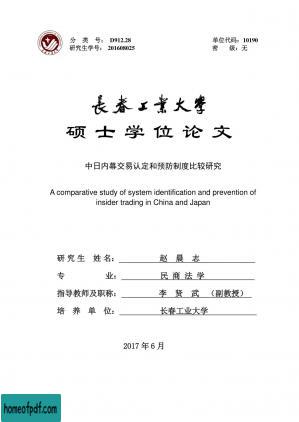 分 类 号： D912.28 单位代码：10190
研究生学号： 201608025 密 级：无
长春工业大学
硕士学位论文
中日内幕交易认定和预防制度比较研究
A comparative study of system identification and prevention of
insider trading in China and Japan
研 究 生 姓名： 赵 晨 志
专 业： 民 商 法 学
指导教师及职称： 李 贤 武 （副教授）
培 养 单 位： 长春工业大学
2017 年 6 月
homeofpdf.com